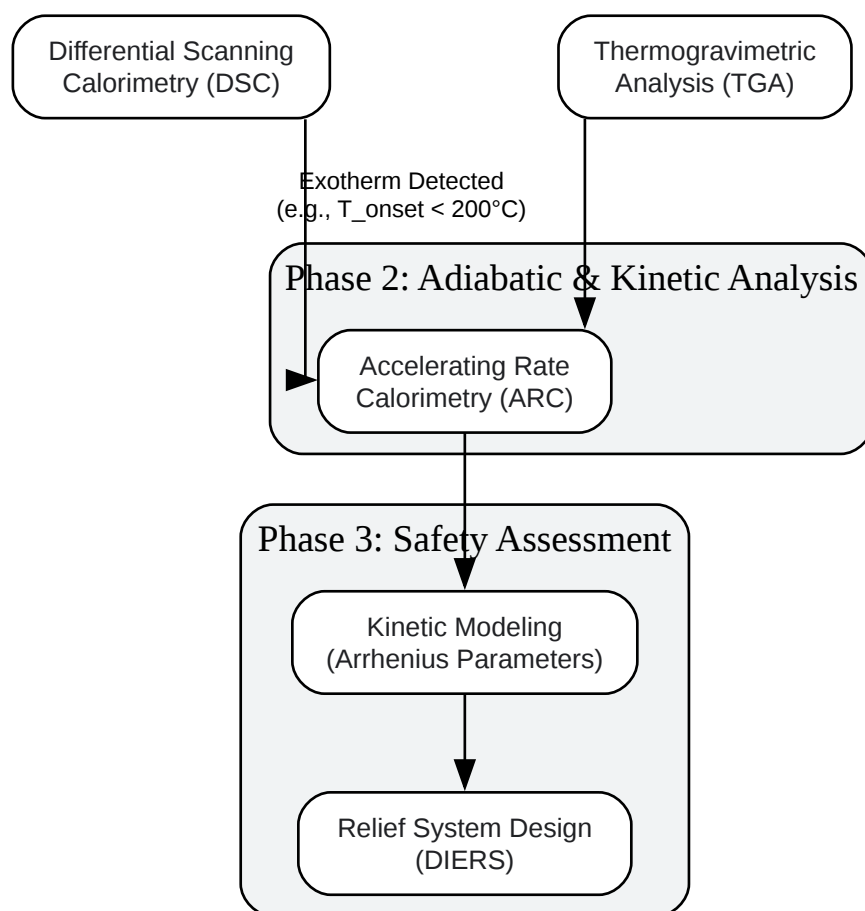 Differential Scanning
Calorimetry (DSC)
Thermogravimetric
Analysis (TGA)
Exotherm Detected
(e.g., T_onset < 200°C)
Phase 2: Adiabatic & Kinetic Analysis
Accelerating Rate
Calorimetry (ARC)
Phase 3: Safety Assessment
Kinetic Modeling
(Arrhenius Parameters)
Relief System Design
(DIERS)